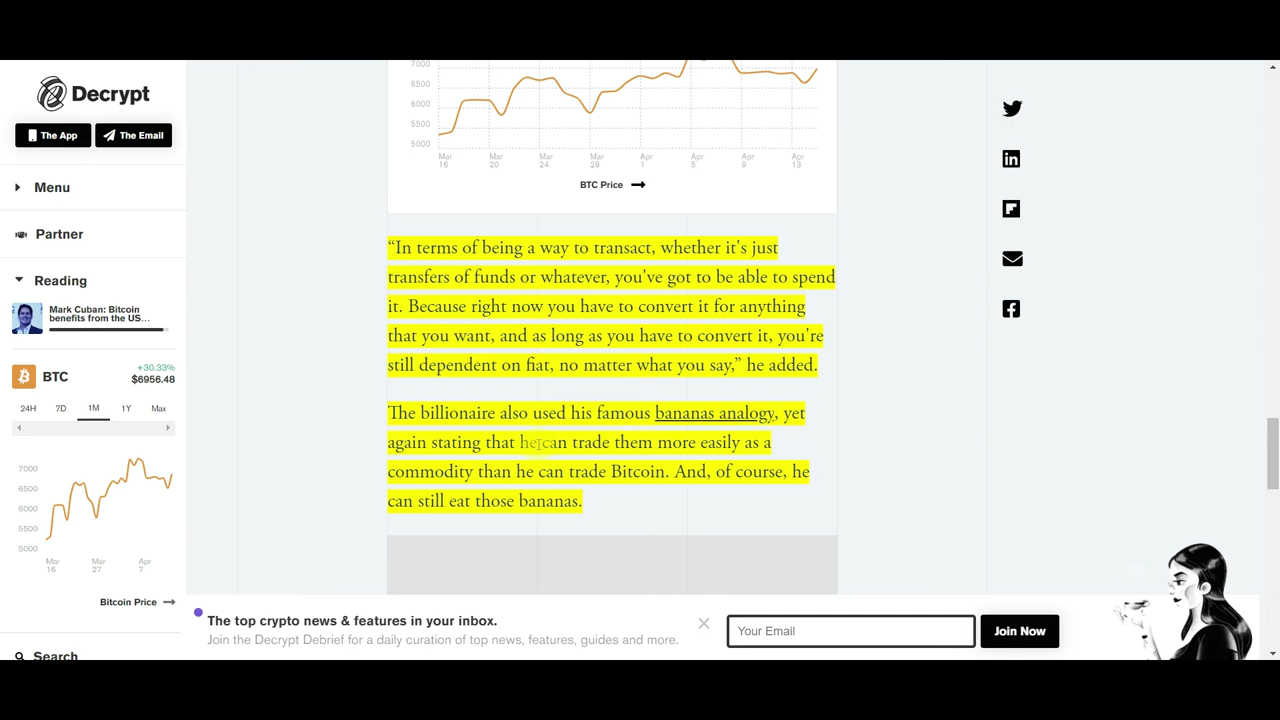 Decrypt
The App
The Email
Menu
Partner
Reading
Mark Cuban: Bitcoin
benefits from the US...
BTC
+30.33%
$6956.48
24H 7D 1M 1Y Max
7000
6500
6000
5500
5000
Mar 16 Mar 27 Apr 7
Bitcoin Price
Search
7000
6500
6000
5500
5000
Mar 16 Mar 20 Mar 24 Mar 28 Apr 1 Apr 5 Apr 9 Apr 13
BTC Price
“In terms of being a way to transact, whether it's just
transfers of funds or whatever, you've got to be able to spend
it. Because right now you have to convert it for anything
that you want, and as long as you have to convert it, you're
still dependent on fiat, no matter what you say,” he added.
The billionaire also used his famous bananas analogy, yet
again stating that he can trade them more easily as a
commodity than he can trade Bitcoin. And, of course, he
can still eat those bananas.
The top crypto news & features in your inbox.
Join the Decrypt Debrief for a daily curation of top news, features, guides and more.
Your Email
Join Now